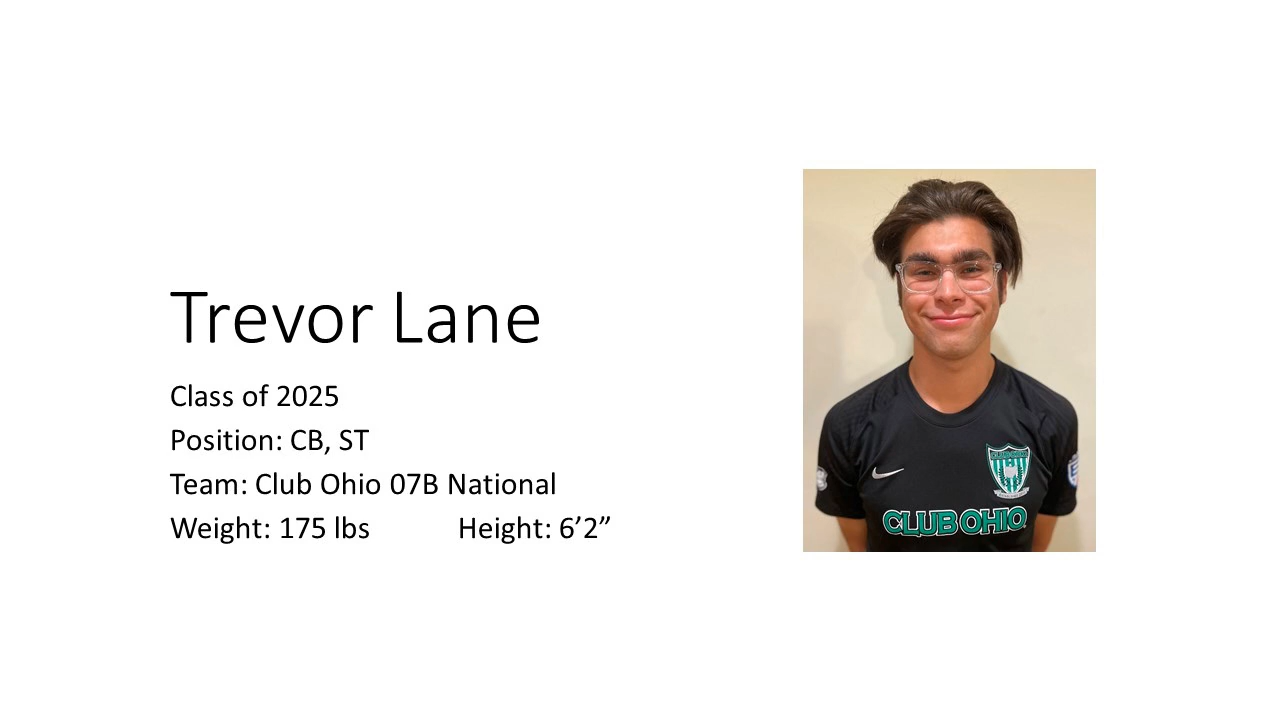 Trevor Lane
Class of 2025
Position: CB, ST
Team: Club Ohio 07B National
Weight: 175 lbs Height: 6’2”
CLUB OHIO